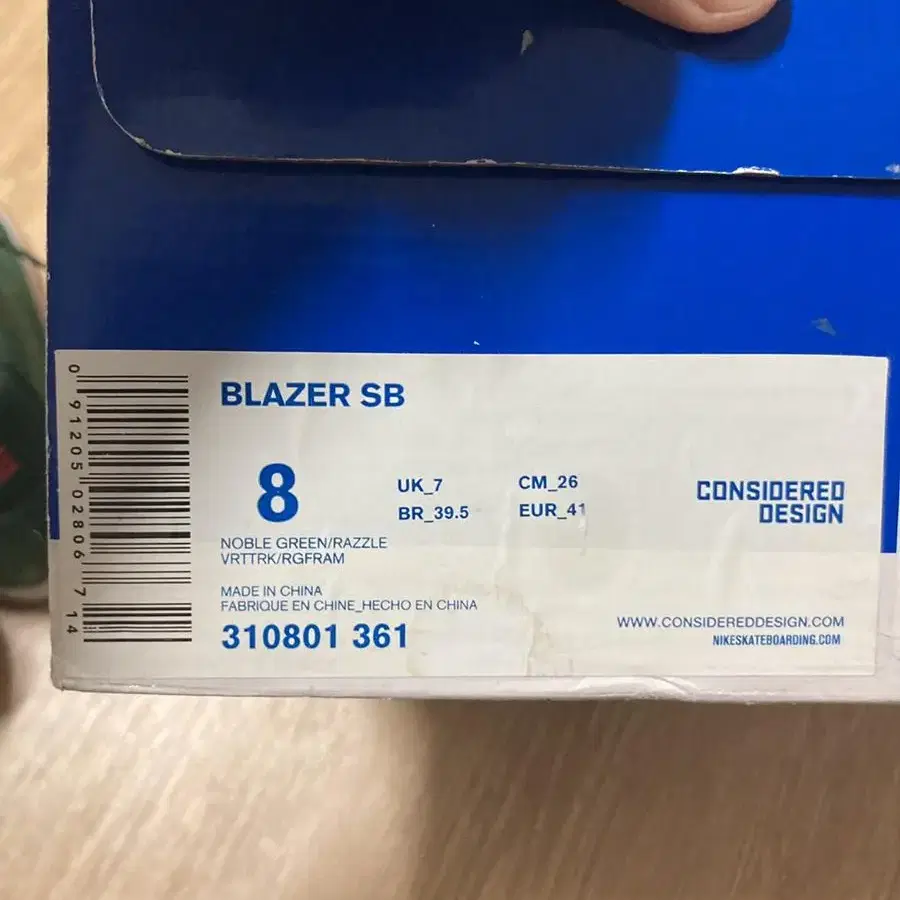 BLAZER SB
8
UK_7
CM_26
BR_39.5
EUR_41
NOBLE GREEN/RAZZLE
VRTTRK/RGFRAM
MADE IN CHINA
FABRIQUE EN CHINE_HECHO EN CHINA
310801 361
CONSIDERED
DESIGN
WWW.CONSIDEREDDESIGN.COM
NIKESKATEBOARDING.COM
0 91205 02806 7 14